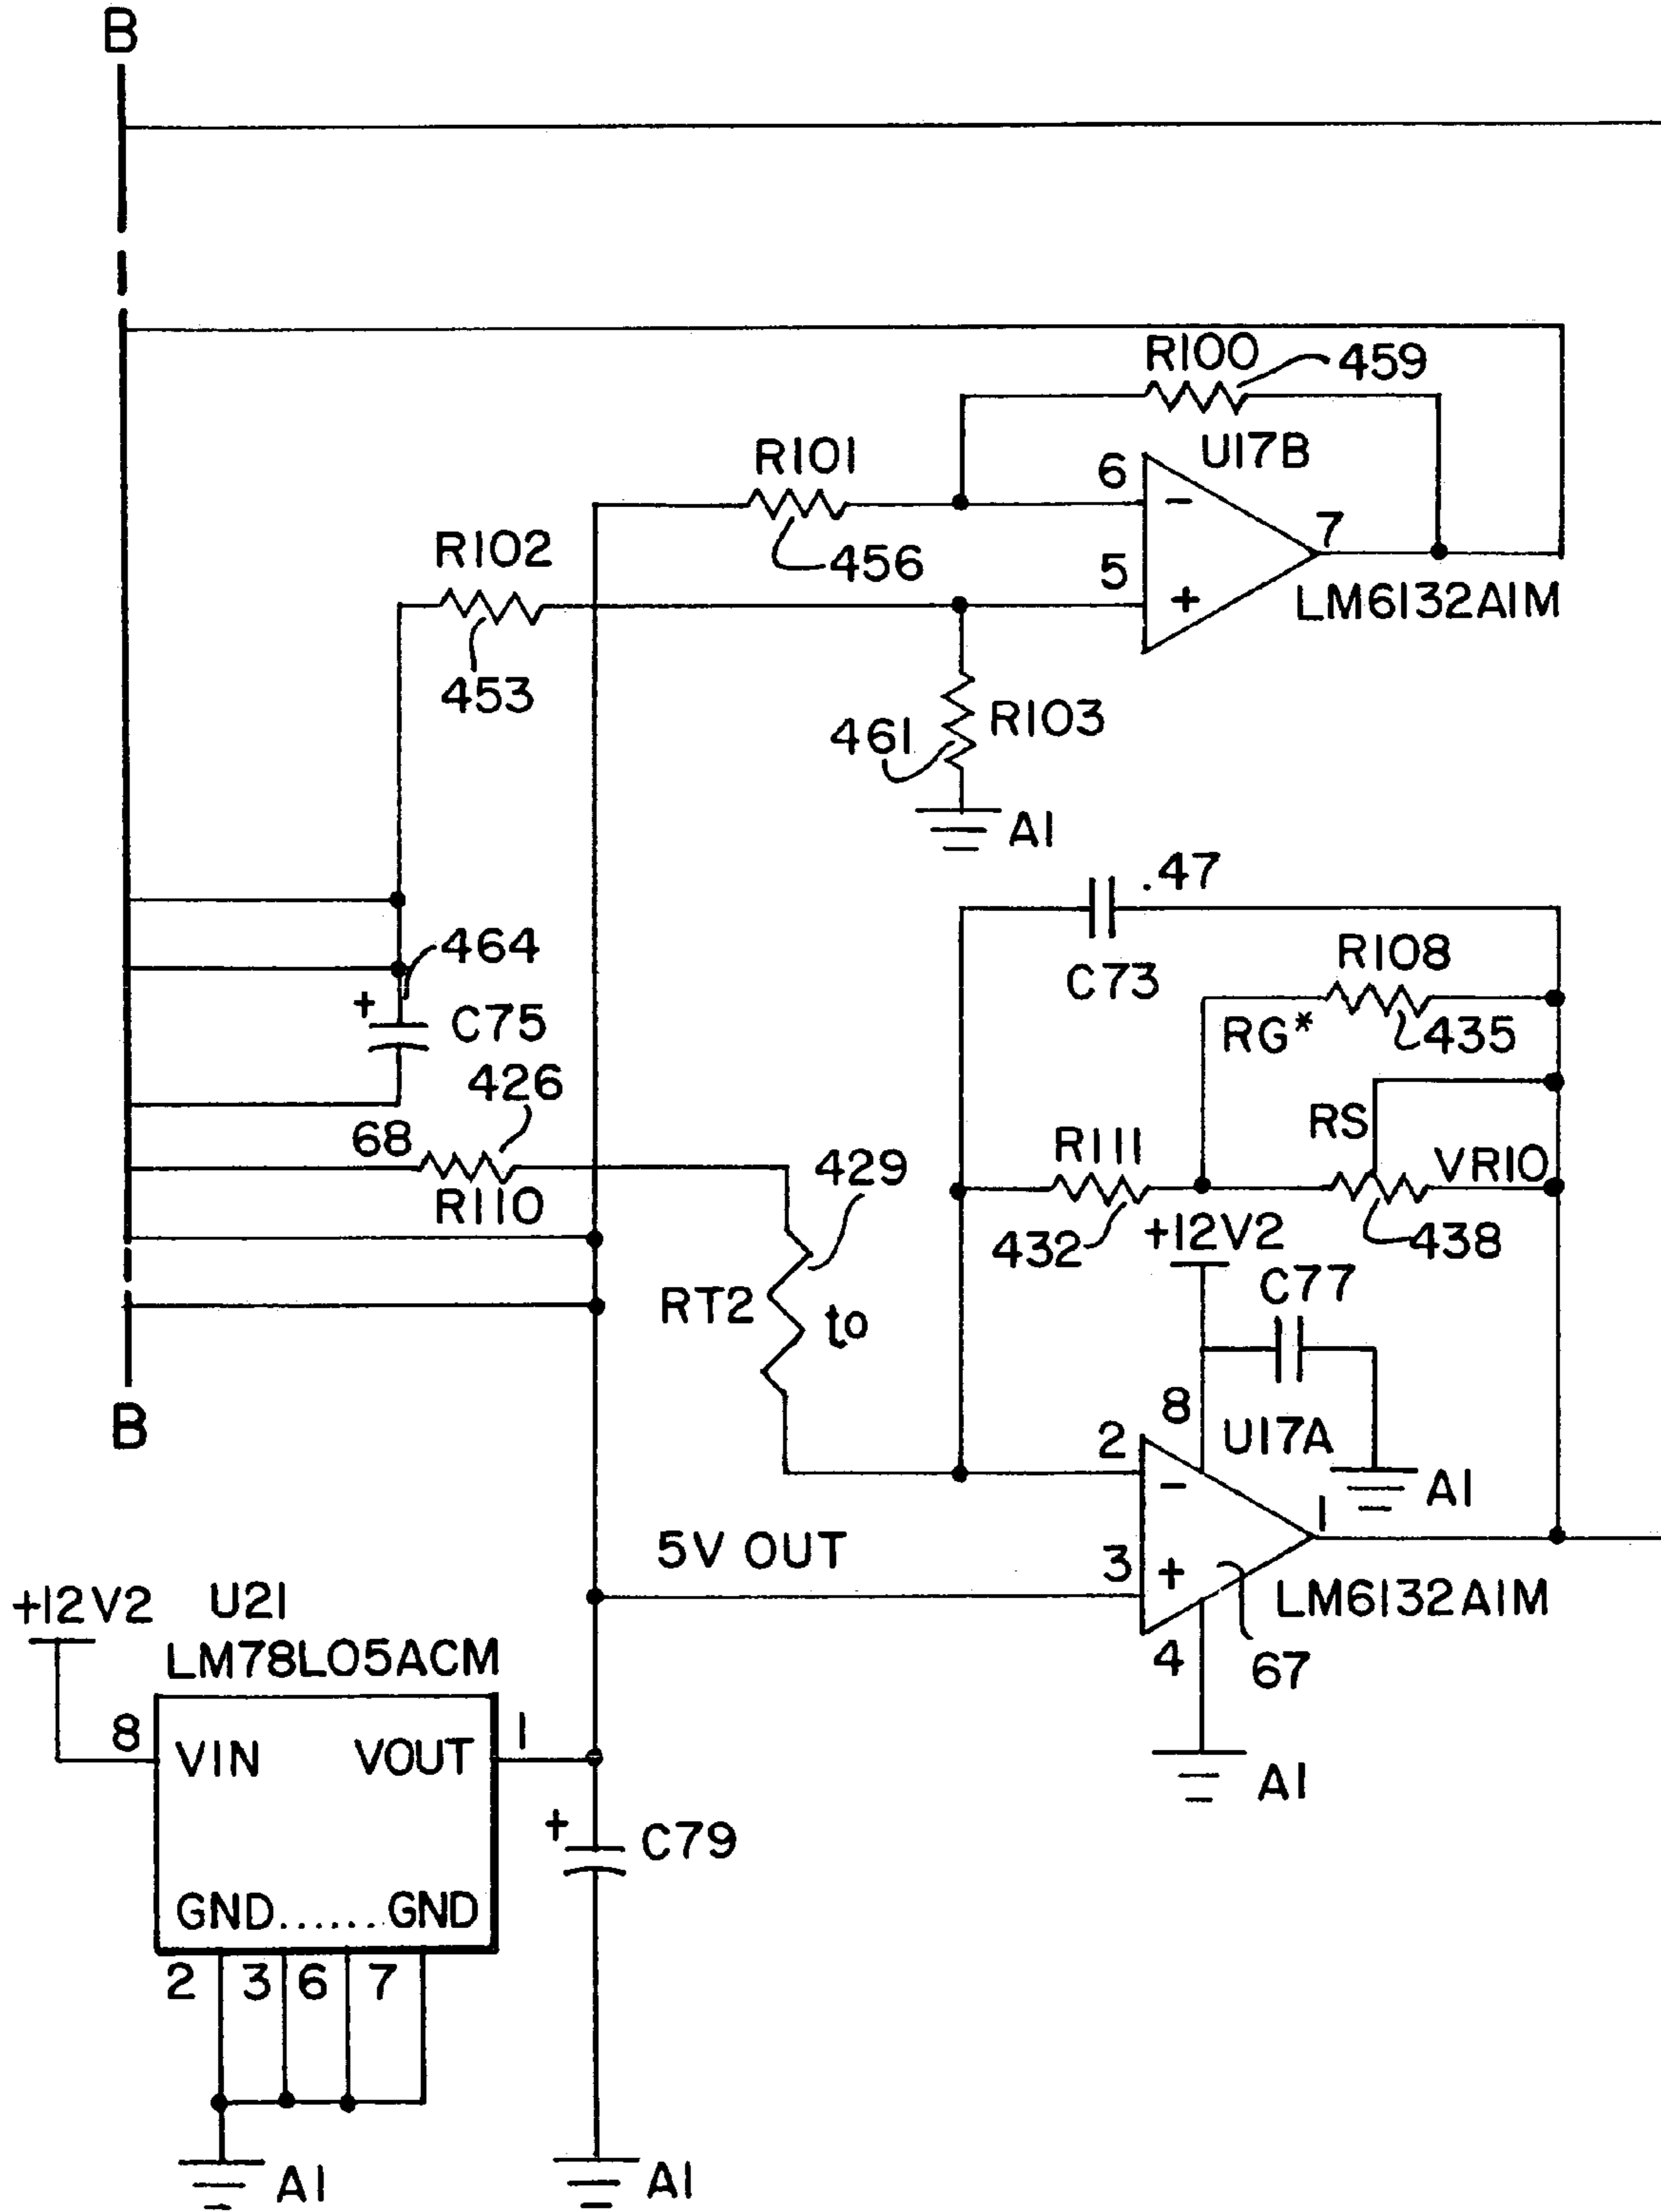 B
R100
459
U17B
R101
6
-
7
456
R102
5
+
LM6132A1M
453
461
R103
A1
.47
464
C73
R108
+
C75
RG*
435
426
RS
68
R110
429
R111
VR10
432
+12V2
438
C77
RT2
to
B
8
2
U17A
-
A1
1
5V OUT
3
+
LM6132A1M
+12V2
U21
4
67
LM78L05ACM
8
VIN
VOUT
1
A1
+
C79
GND......GND
2 3 6 7
A1
A1